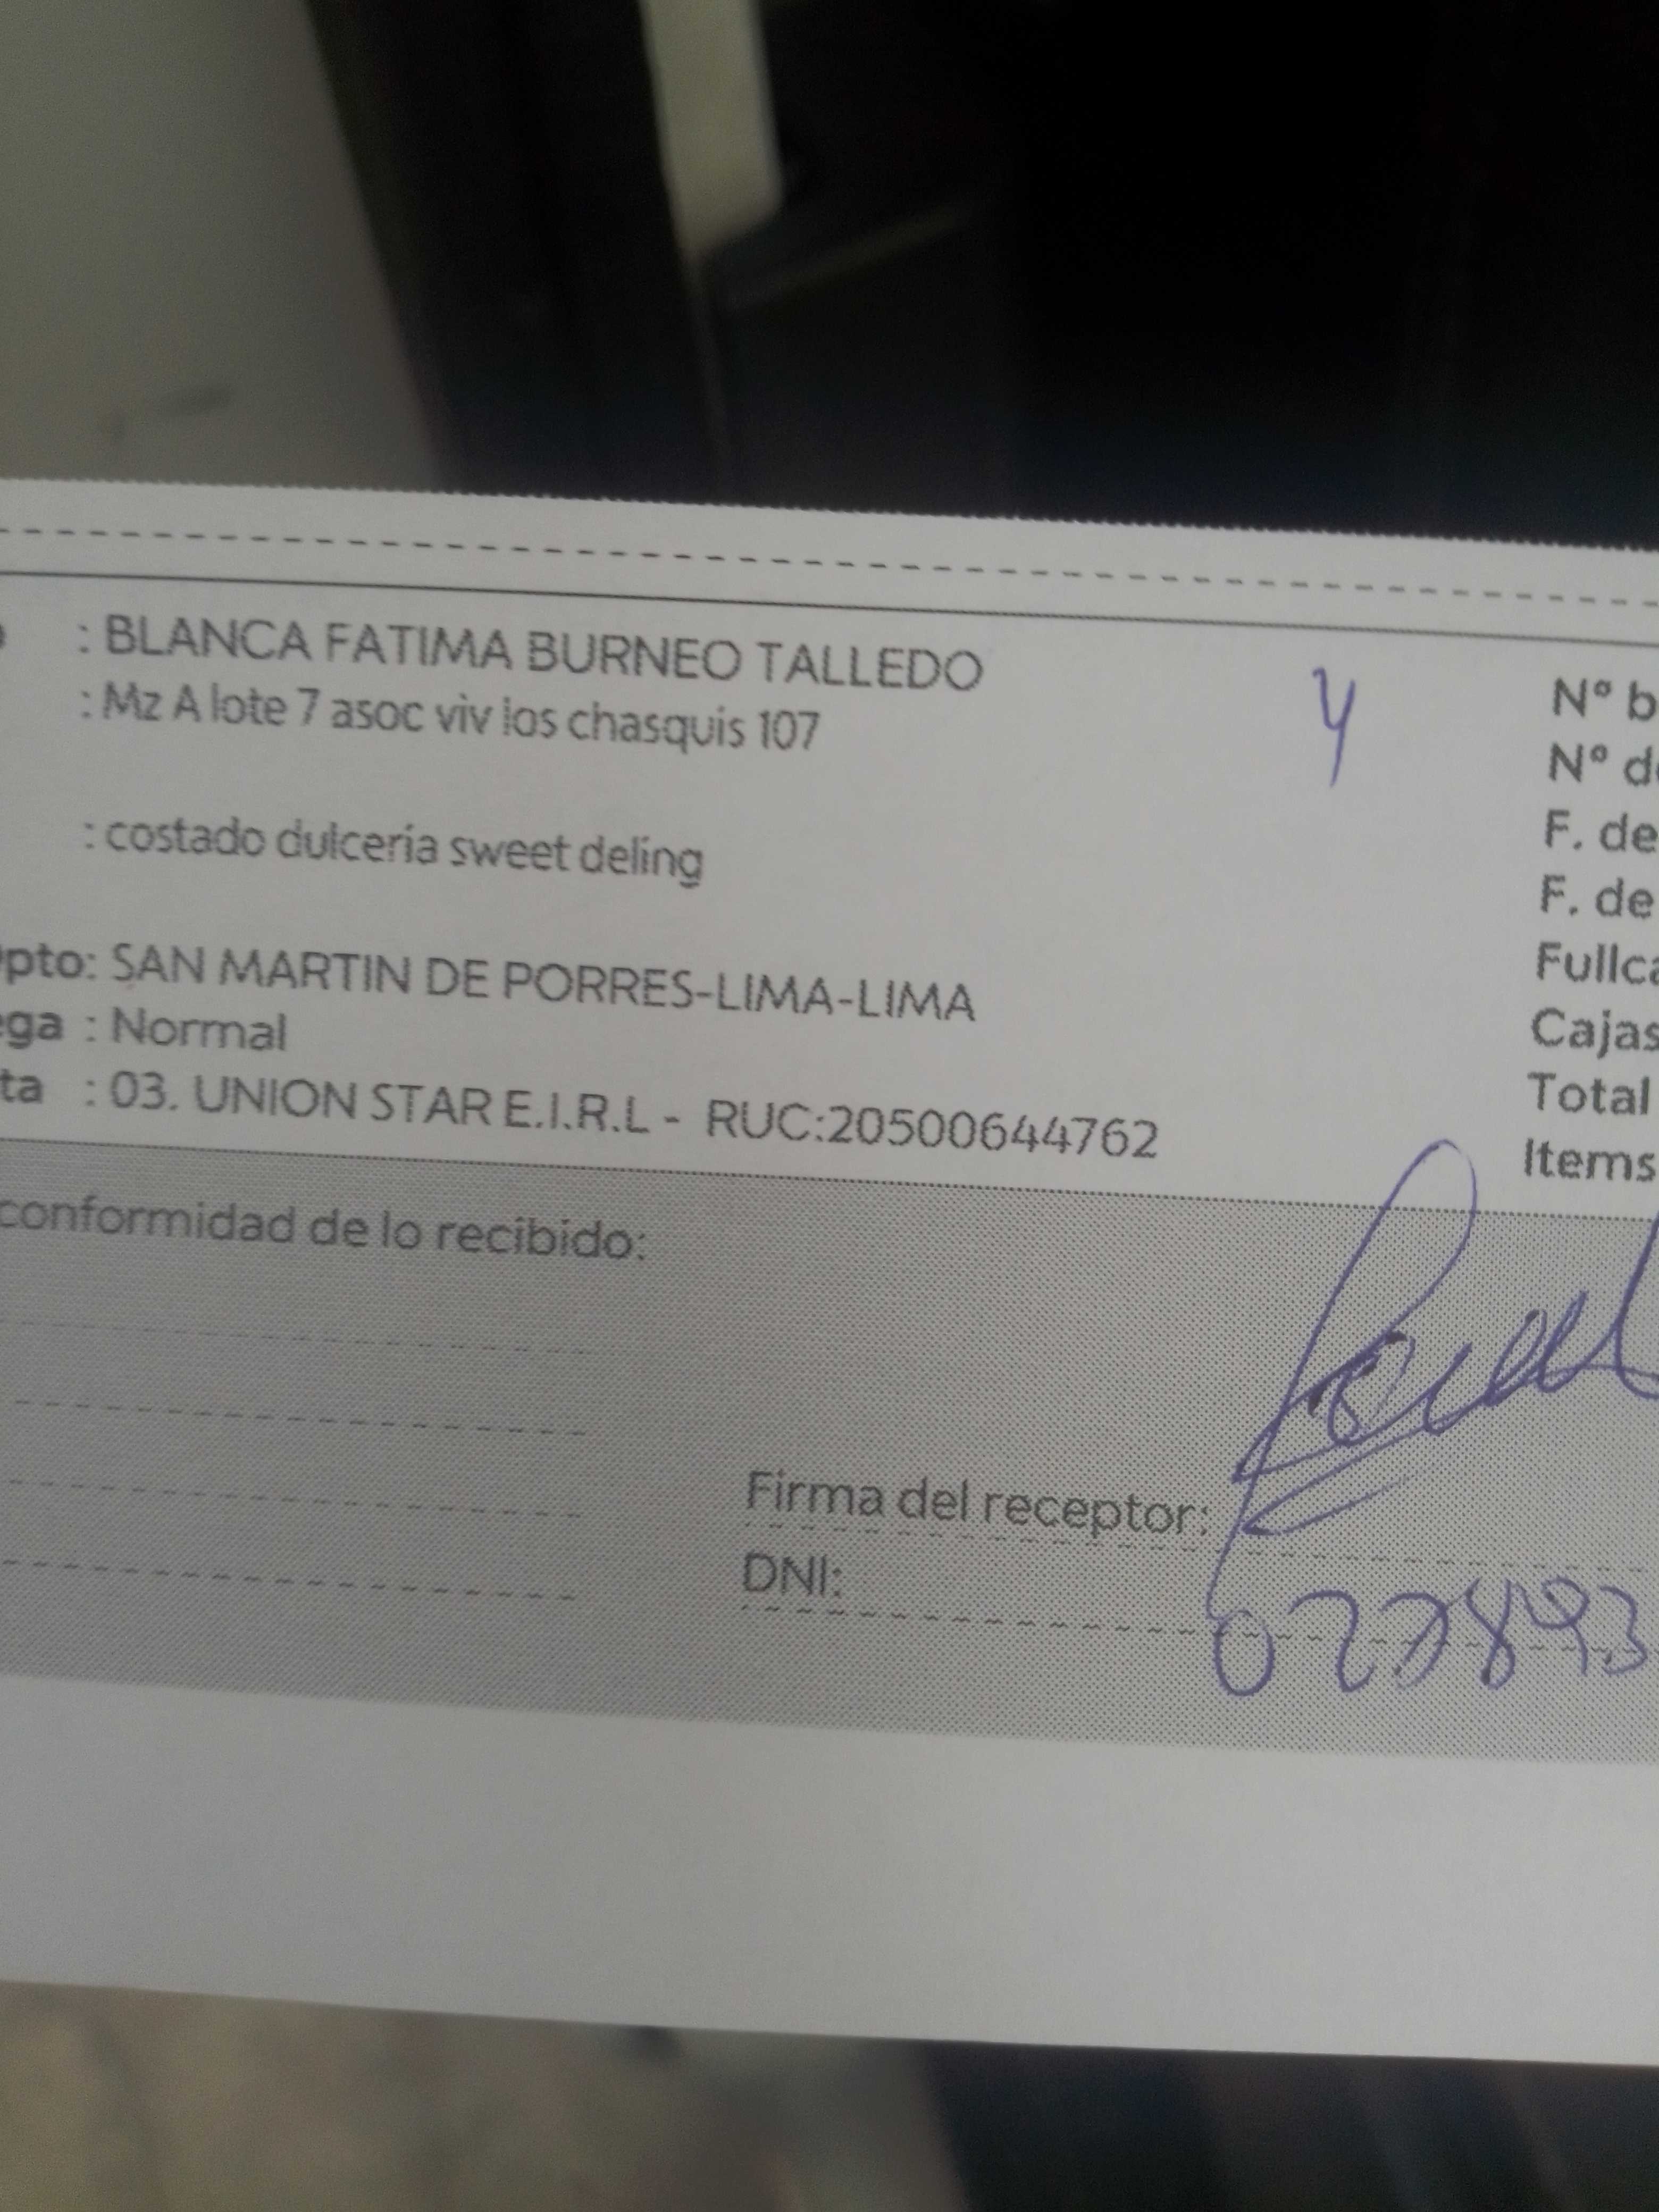 : BLANCA FATIMA BURNEO TALLEDO
: Mz A lote 7 asoc viv los chasquis 107
4
: costado dulcería sweet deling
pto: SAN MARTIN DE PORRES-LIMA-LIMA
ega : Normal
ta : 03. UNION STAR E.I.R.L - RUC:20500644762
N° b
N° d
F. de
F. de
Fullca
Cajas
Total
Items
conformidad de lo recibido:
Firma del receptor:
DNI: